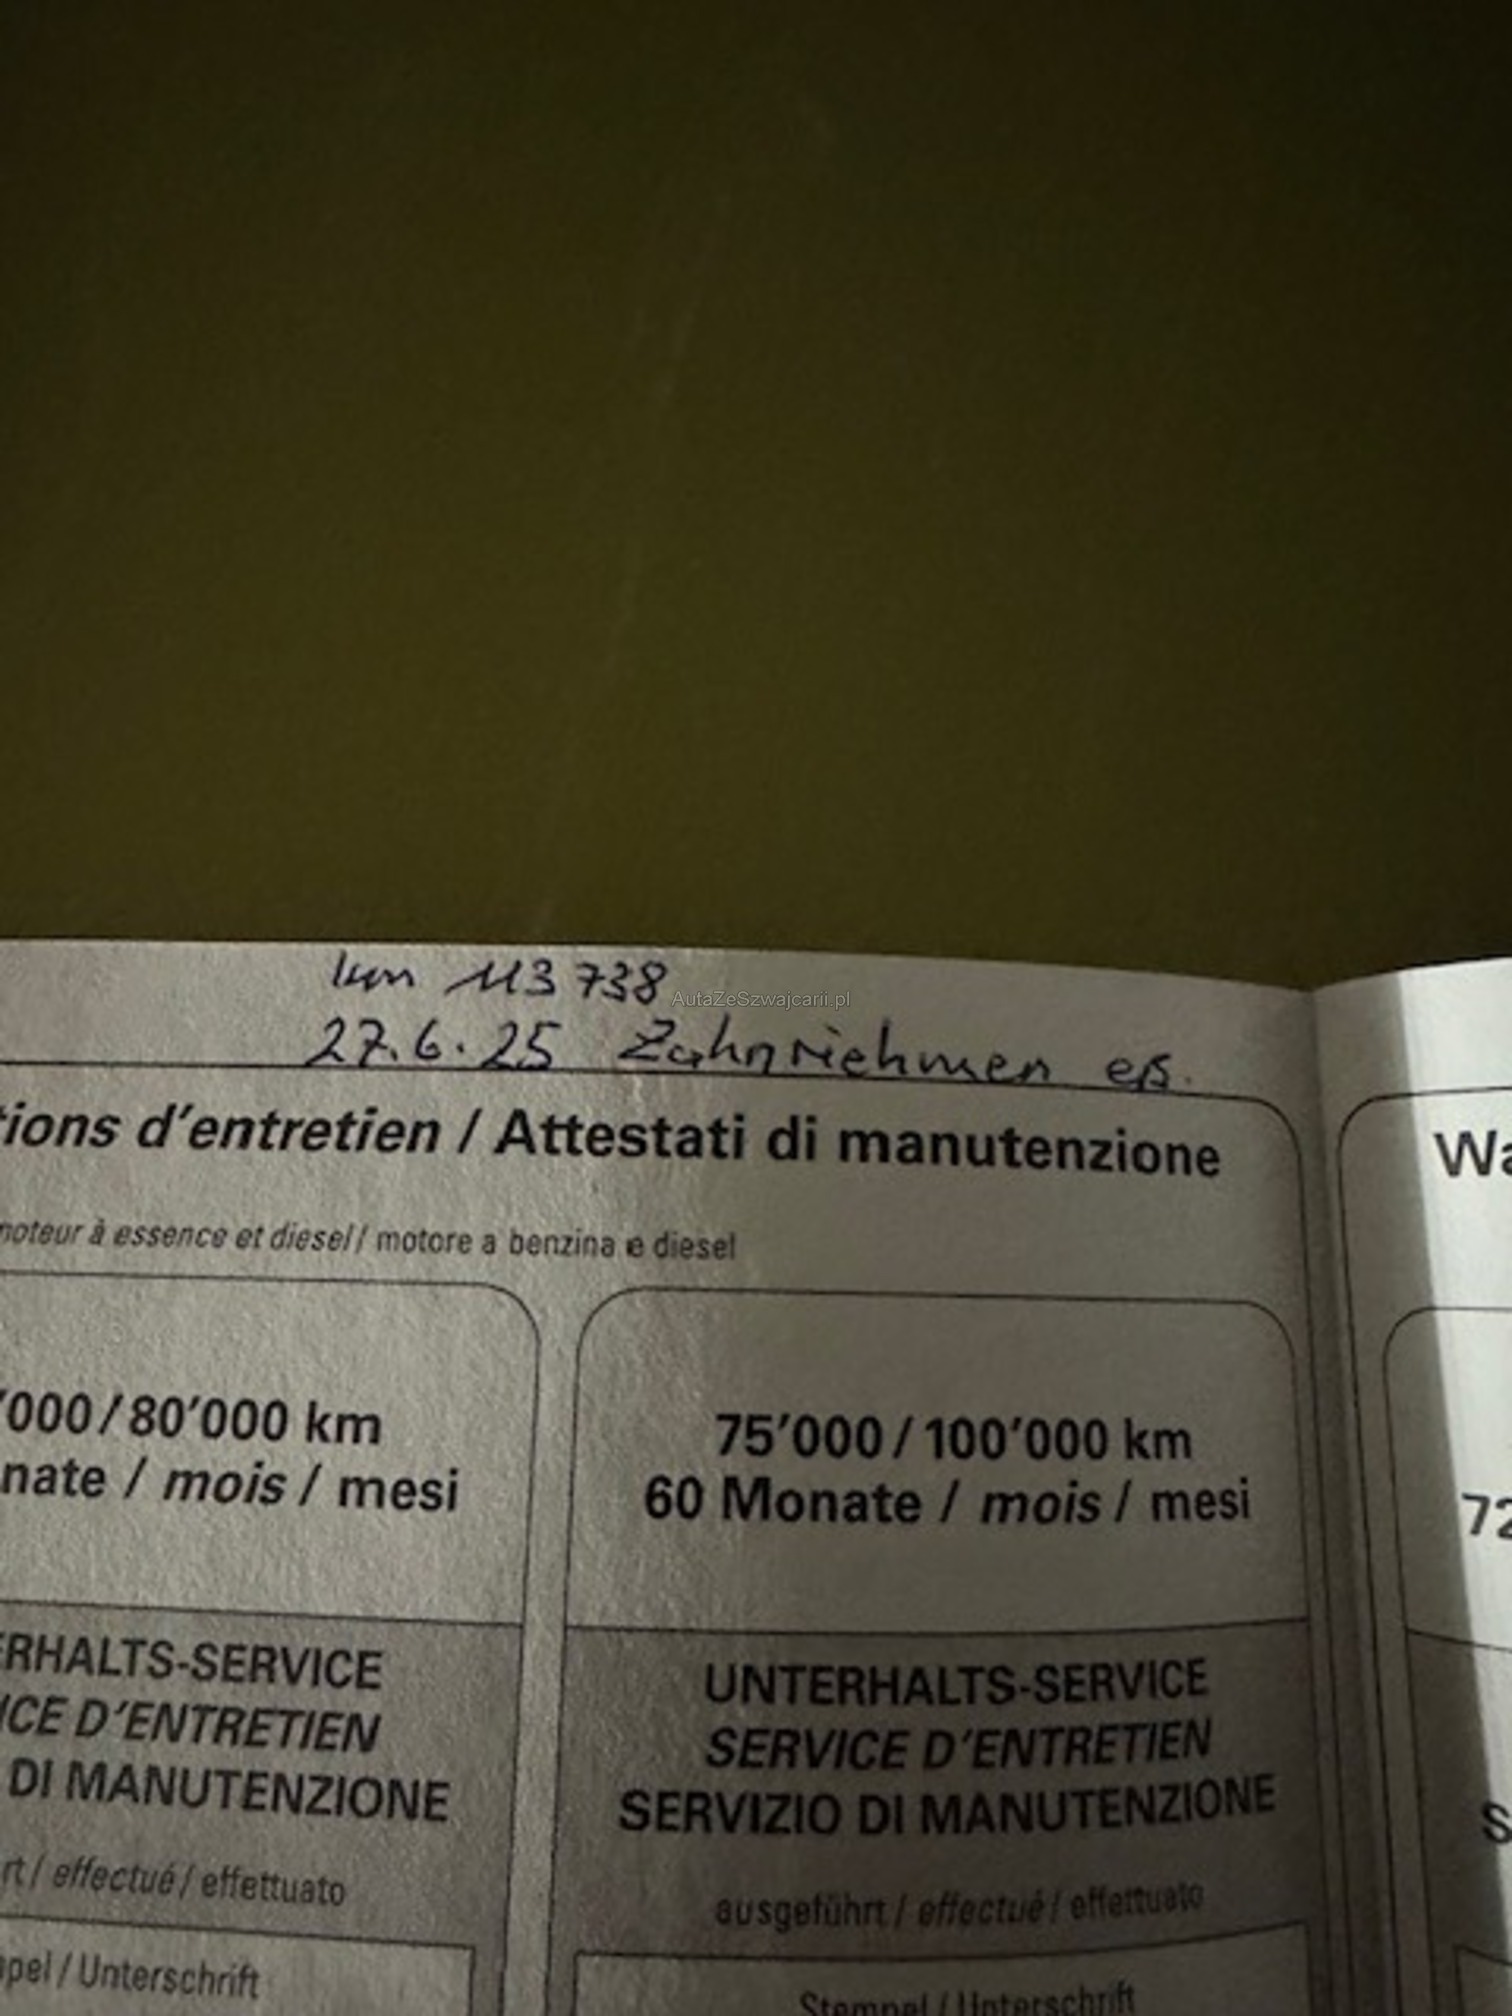 km 113738
AutaZeSzwajcarii.pl
27.6.25 Zahnriehmen ers.
tions d'entretien / Attestati di manutenzione
Wa
moteur à essence et diesel / motore a benzina e diesel
'000 / 80'000 km
nate / mois / mesi
75'000 / 100'000 km
60 Monate / mois / mesi
72
ERHALTS-SERVICE
ICE D'ENTRETIEN
DI MANUTENZIONE
rt / effectué / effettuato
pel / Unterschrift
UNTERHALTS-SERVICE
SERVICE D'ENTRETIEN
SERVIZIO DI MANUTENZIONE
ausgeführt / effectué / effettuato
Stempel / Unterschrift
S